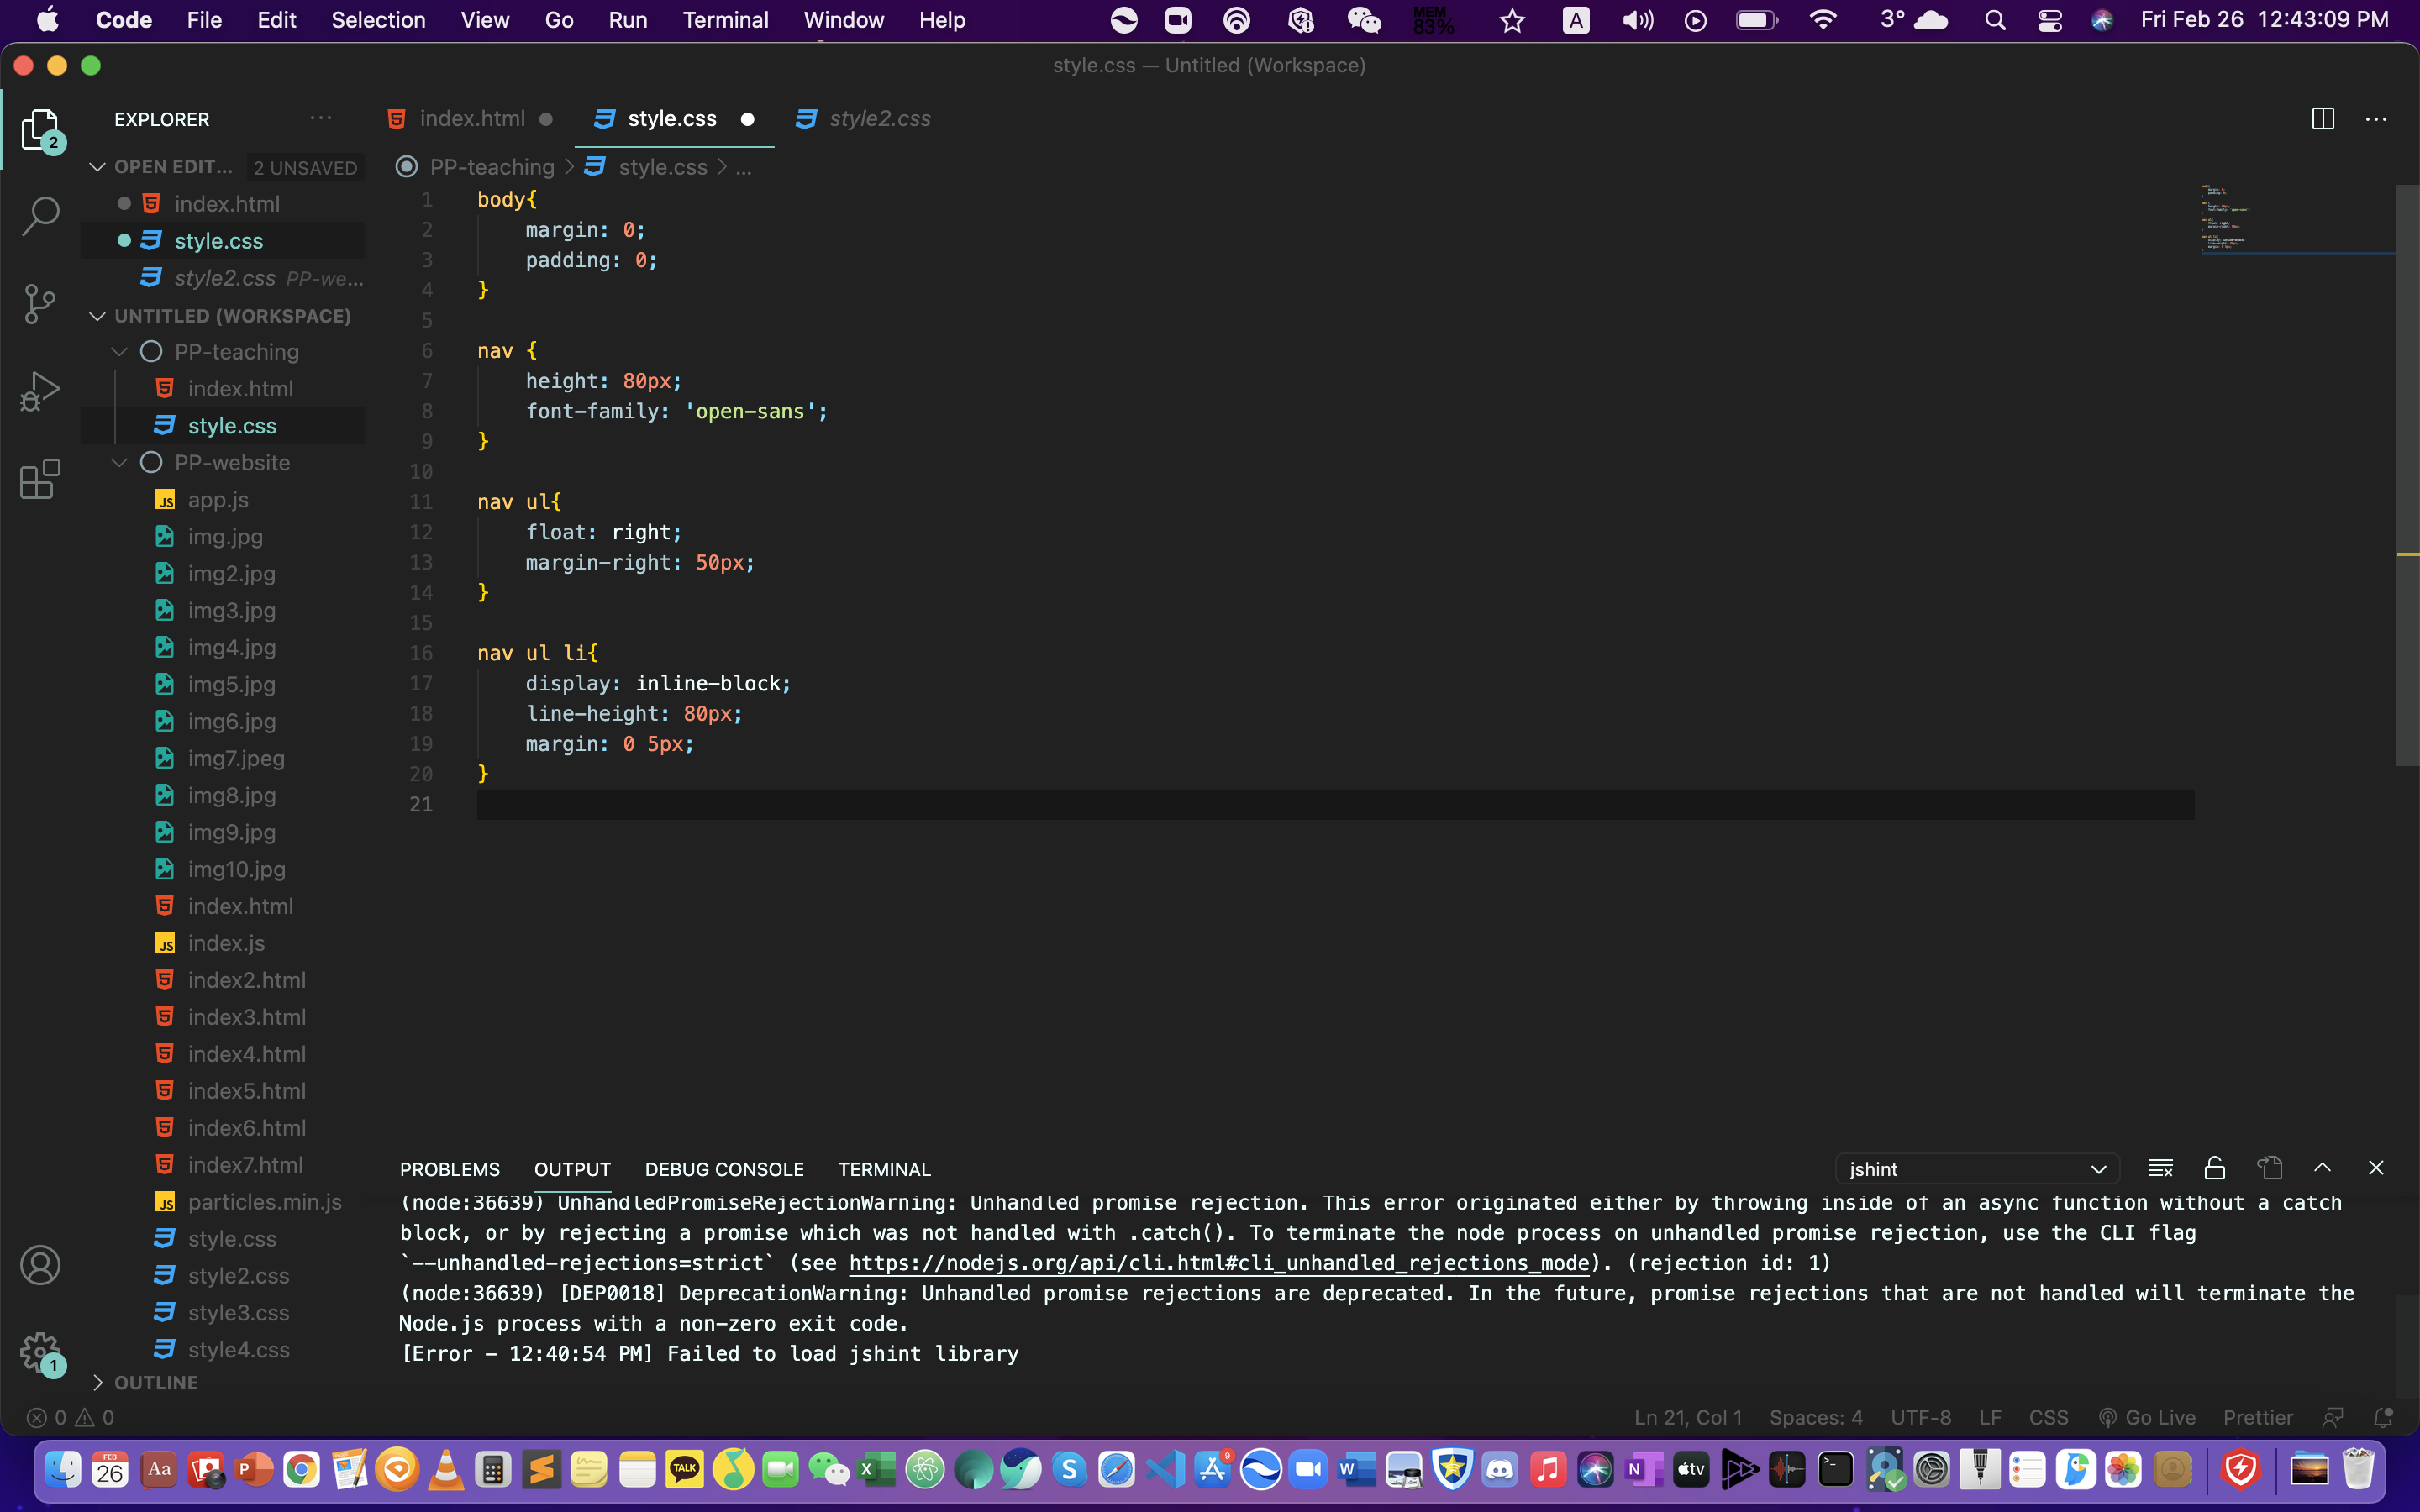 Code File Edit Selection View Go Run Terminal Window Help MEM 83% A 3° Fri Feb 26 12:43:09 PM
style.css — Untitled (Workspace)
EXPLORER ··· index.html style.css style2.css ···
2
OPEN EDIT... 2 UNSAVED
PP-teaching > style.css > ...
index.html
style.css
style2.css PP-we...
UNTITLED (WORKSPACE)
PP-teaching
index.html
style.css
PP-website
JS app.js
img.jpg
img2.jpg
img3.jpg
img4.jpg
img5.jpg
img6.jpg
img7.jpeg
img8.jpg
img9.jpg
img10.jpg
index.html
JS index.js
index2.html
index3.html
index4.html
index5.html
index6.html
index7.html
JS particles.min.js
style.css
style2.css
style3.css
style4.css
1
OUTLINE
1 body{
2 margin: 0;
3 padding: 0;
4 }
5
6 nav {
7 height: 80px;
8 font-family: 'open-sans';
9 }
10
11 nav ul{
12 float: right;
13 margin-right: 50px;
14 }
15
16 nav ul li{
17 display: inline-block;
18 line-height: 80px;
19 margin: 0 5px;
20 }
21
PROBLEMS OUTPUT DEBUG CONSOLE TERMINAL jshint
(node:36639) UnhandledPromiseRejectionWarning: Unhandled promise rejection. This error originated either by throwing inside of an async function without a catch
block, or by rejecting a promise which was not handled with .catch(). To terminate the node process on unhandled promise rejection, use the CLI flag
`--unhandled-rejections=strict` (see https://nodejs.org/api/cli.html#cli_unhandled_rejections_mode). (rejection id: 1)
(node:36639) [DEP0018] DeprecationWarning: Unhandled promise rejections are deprecated. In the future, promise rejections that are not handled will terminate the
Node.js process with a non-zero exit code.
[Error - 12:40:54 PM] Failed to load jshint library
0 0 Ln 21, Col 1 Spaces: 4 UTF-8 LF CSS Go Live Prettier
FEB 26 Aa P TALK X S 9 W N tv